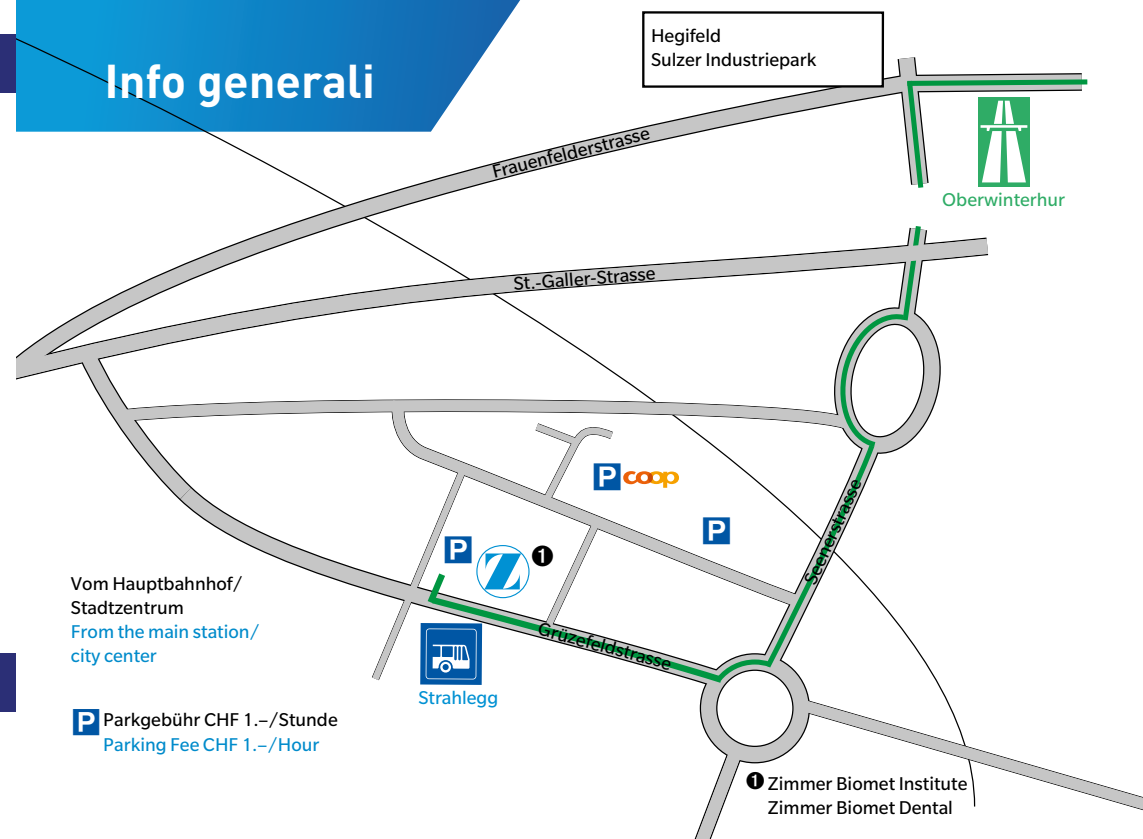 Info generali
Hegifeld
Sulzer Industriepark
Frauenfelderstrasse
Oberwinterhur
St.-Galler-Strasse
P coop
P
Seenerstrasse
P
Z
❶
Vom Hauptbahnhof/
Stadtzentrum
From the main station/
city center
Grüzefeldstrasse
Strahlegg
P Parkgebühr CHF 1.–/Stunde
Parking Fee CHF 1.–/Hour
❶ Zimmer Biomet Institute
Zimmer Biomet Dental